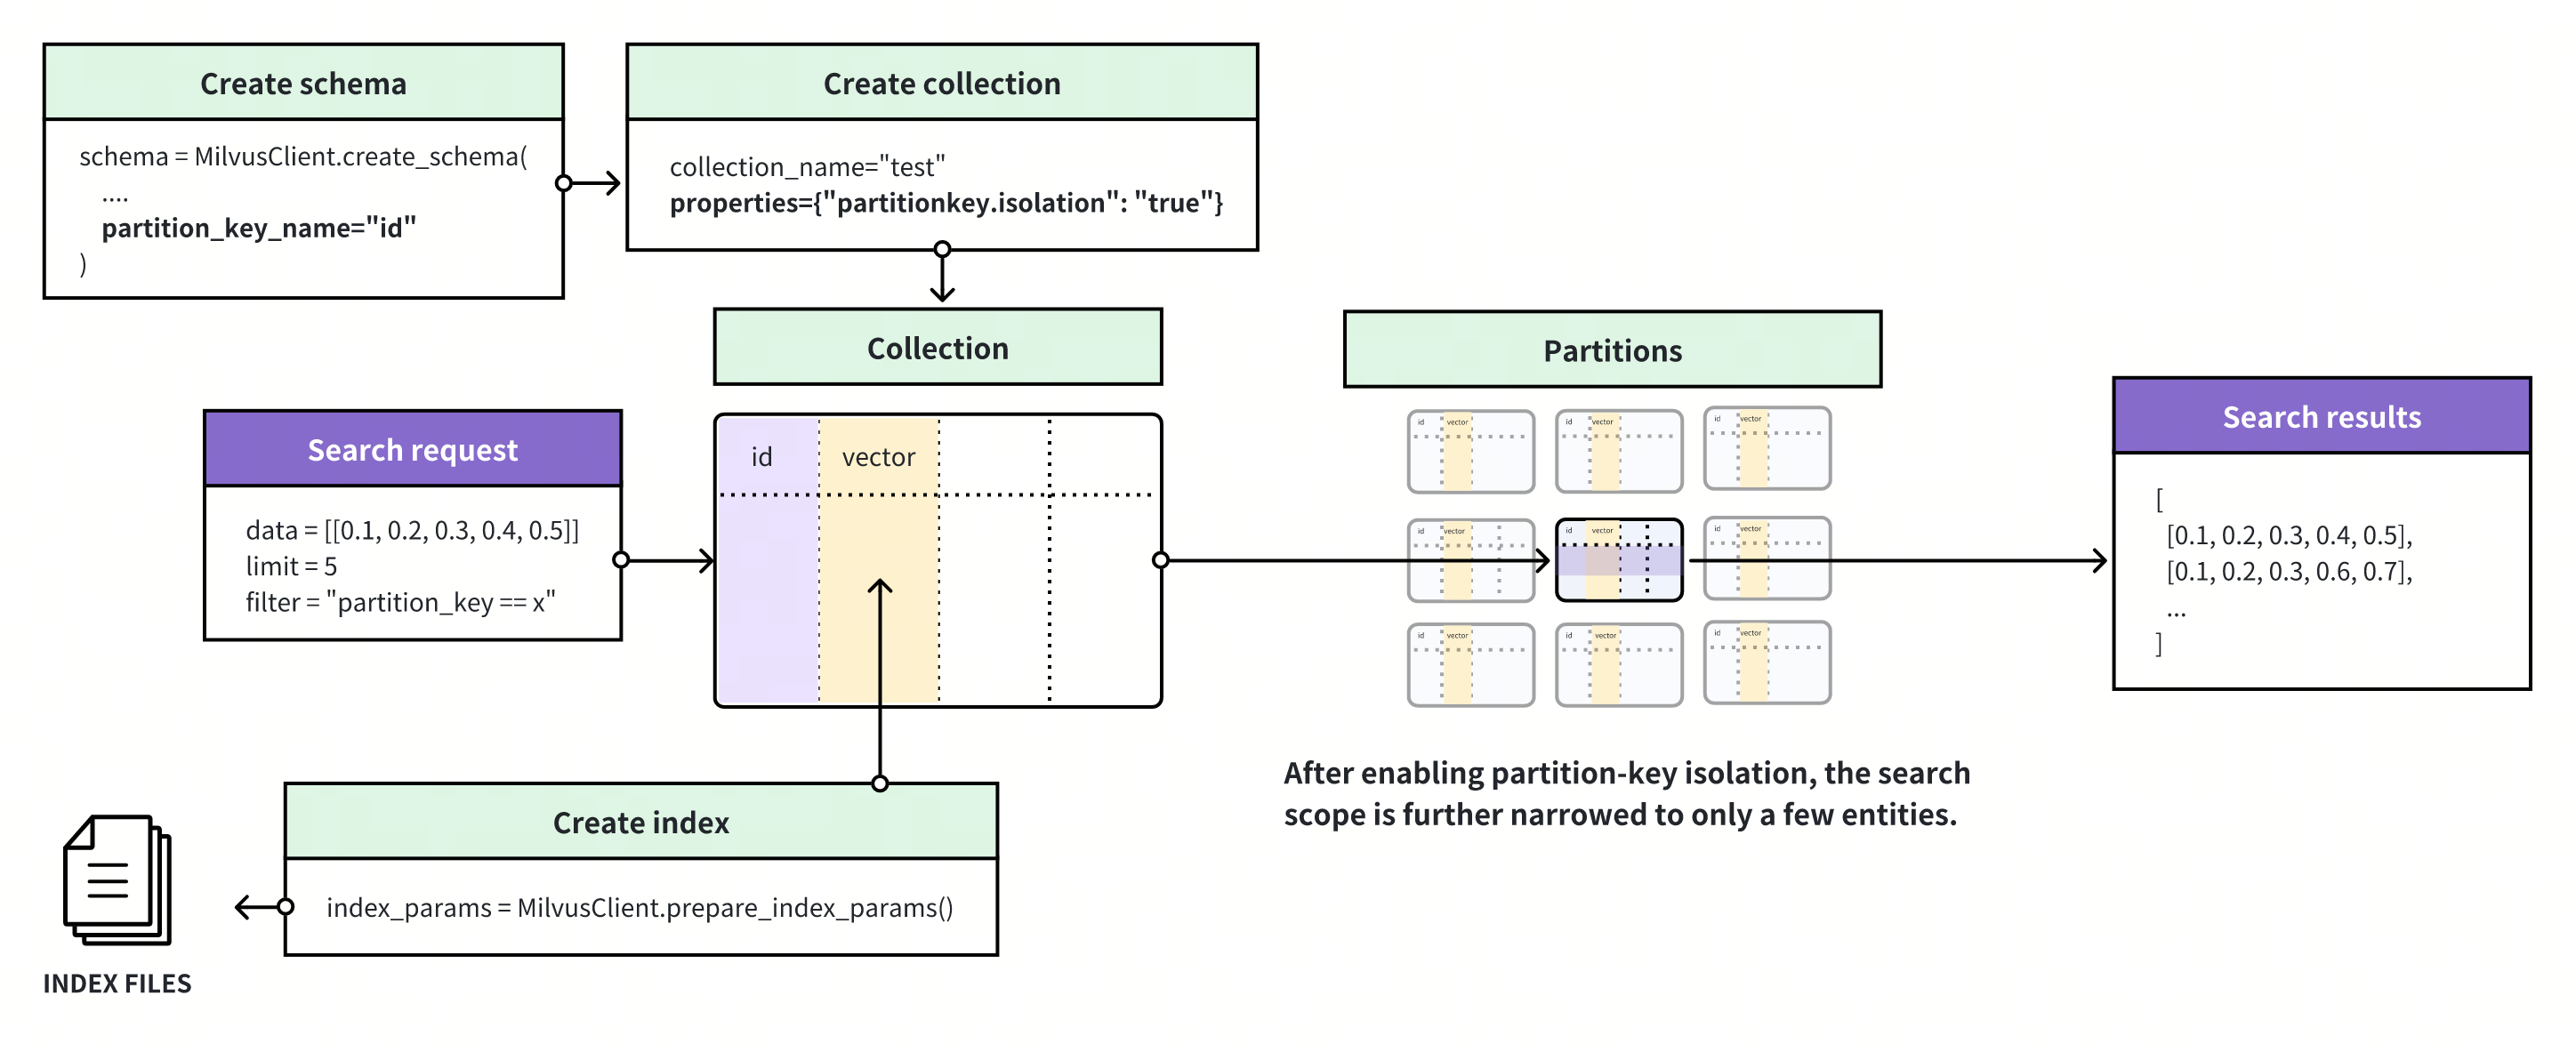 Create schema
schema = MilvusClient.create_schema(
....
partition_key_name="id"
)
Create collection
collection_name="test"
properties={"partitionkey.isolation": "true"}
Collection
id
vector
Search request
data = [[0.1, 0.2, 0.3, 0.4, 0.5]]
limit = 5
filter = "partition_key == x"
Create index
index_params = MilvusClient.prepare_index_params()
INDEX FILES
Partitions
id vector
id vector
id vector
id vector
id vector
id vector
id vector
id vector
id vector
After enabling partition-key isolation, the search
scope is further narrowed to only a few entities.
Search results
[
[0.1, 0.2, 0.3, 0.4, 0.5],
[0.1, 0.2, 0.3, 0.6, 0.7],
...
]